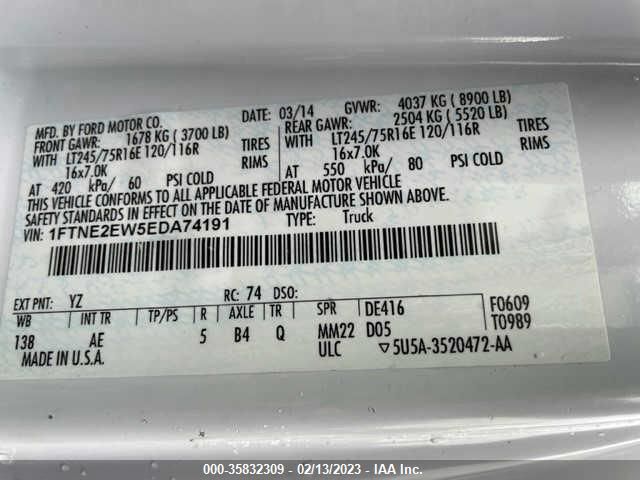 MFD. BY FORD MOTOR CO. DATE: 03/14 GVWR: 4037 KG ( 8900 LB)
FRONT GAWR: 1678 KG ( 3700 LB) REAR GAWR: 2504 KG ( 5520 LB)
WITH LT245/75R16E 120/116R TIRES WITH LT245/75R16E 120/116R TIRES
16x7.0K RIMS 16x7.0K RIMS
AT 420 kPa/ 60 PSI COLD AT 550 kPa/ 80 PSI COLD
THIS VEHICLE CONFORMS TO ALL APPLICABLE FEDERAL MOTOR VEHICLE
SAFETY STANDARDS IN EFFECT ON THE DATE OF MANUFACTURE SHOWN ABOVE.
VIN: 1FTNE2EW5EDA74191 TYPE: Truck
EXT PNT: YZ RC: 74 DSO:
WB INT TR TP/PS R AXLE TR SPR DE416 F0609
138 AE 5 B4 Q MM22 D05 T0989
MADE IN U.S.A. ULC ▽5U5A-3520472-AA
000-35832309 - 02/13/2023 - IAA Inc.